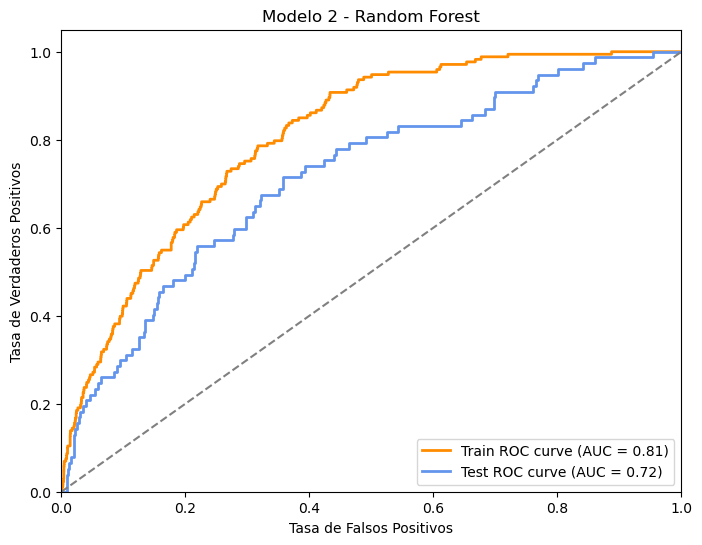 Modelo 2 - Random Forest
Tasa de Verdaderos Positivos
1.0
0.8
0.6
0.4
0.2
0.0
0.0 0.2 0.4 0.6 0.8 1.0
Tasa de Falsos Positivos
Train ROC curve (AUC = 0.81)
Test ROC curve (AUC = 0.72)